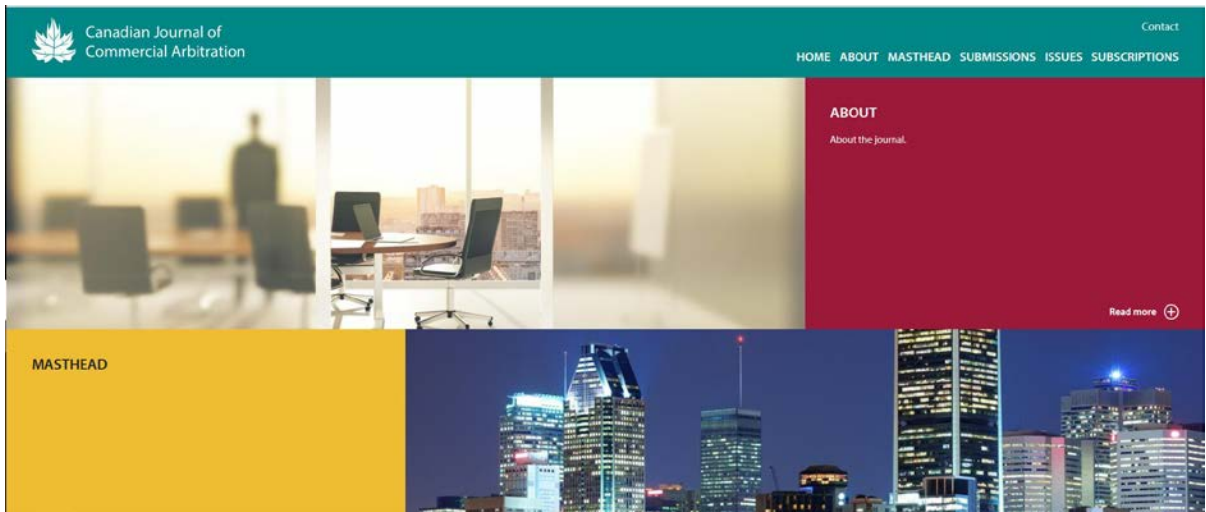 Canadian Journal of
Commercial Arbitration
Contact
HOME ABOUT MASTHEAD SUBMISSIONS ISSUES SUBSCRIPTIONS
ABOUT
About the journal.
Read more
MASTHEAD